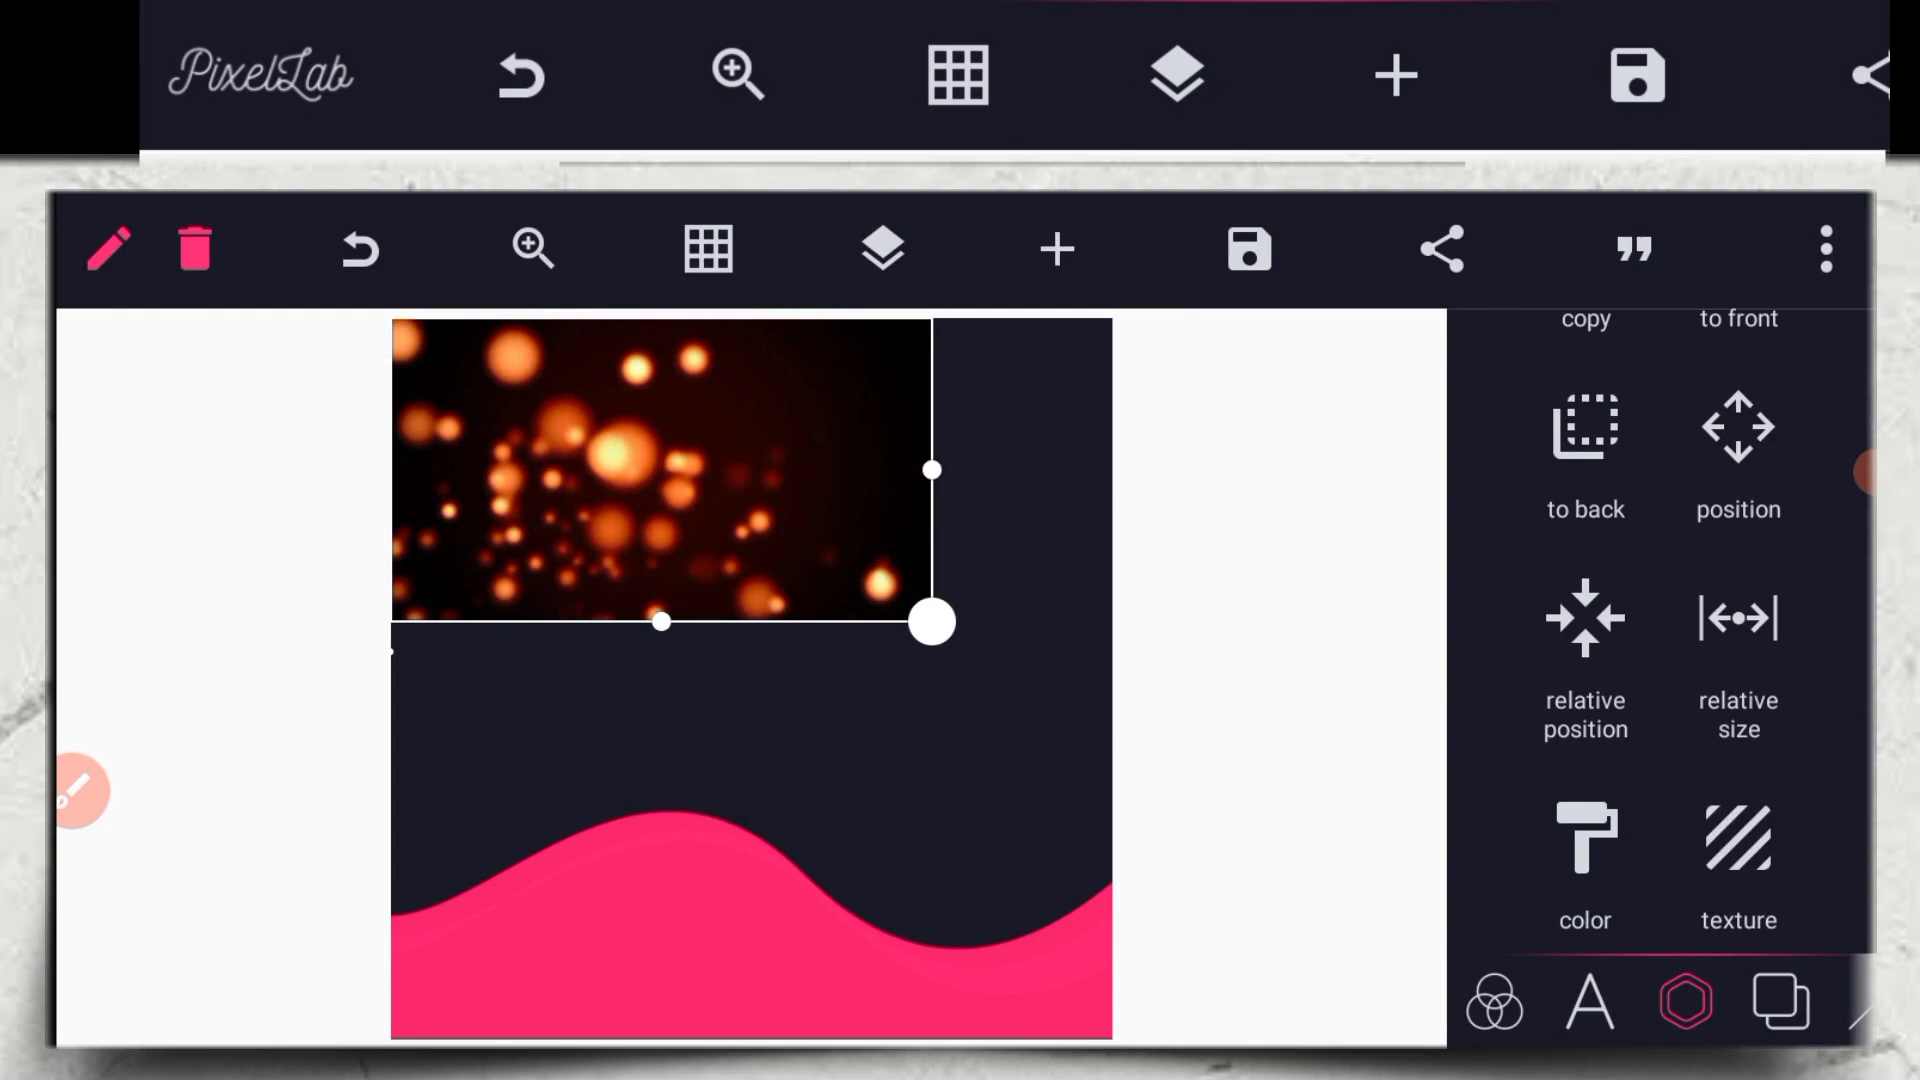 PixelLab
copy
to front
to back
position
relative
position
relative
size
color
texture